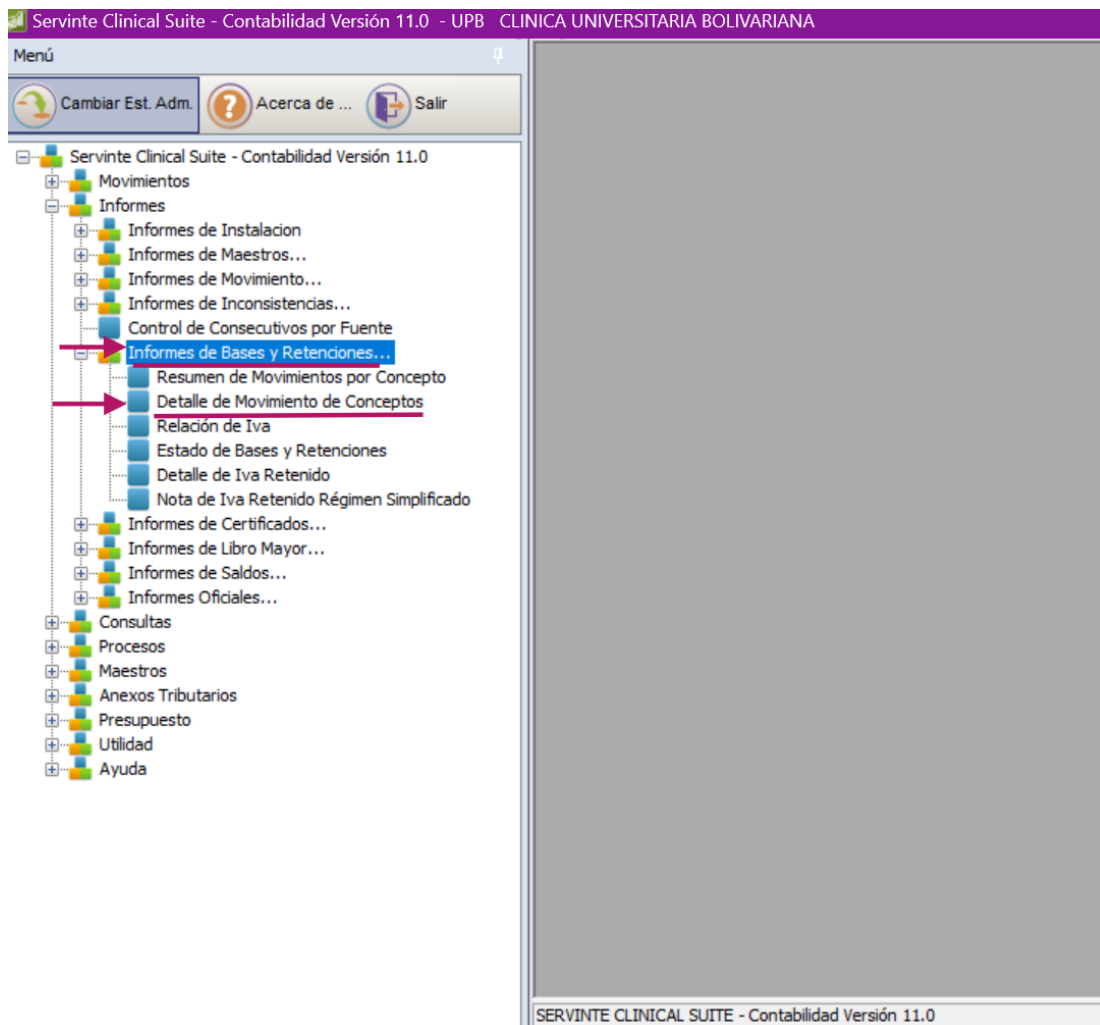 Servinte Clinical Suite - Contabilidad Versión 11.0 - UPB CLINICA UNIVERSITARIA BOLIVARIANA
Menú
Cambiar Est. Adm. Acerca de ... Salir
Servinte Clinical Suite - Contabilidad Versión 11.0
Movimientos
Informes
Informes de Instalacion
Informes de Maestros...
Informes de Movimiento...
Informes de Inconsistencias...
Control de Consecutivos por Fuente
Informes de Bases y Retenciones...
Resumen de Movimientos por Concepto
Detalle de Movimiento de Conceptos
Relación de Iva
Estado de Bases y Retenciones
Detalle de Iva Retenido
Nota de Iva Retenido Régimen Simplificado
Informes de Certificados...
Informes de Libro Mayor...
Informes de Saldos...
Informes Oficiales...
Consultas
Procesos
Maestros
Anexos Tributarios
Presupuesto
Utilidad
Ayuda
SERVINTE CLINICAL SUITE - Contabilidad Versión 11.0